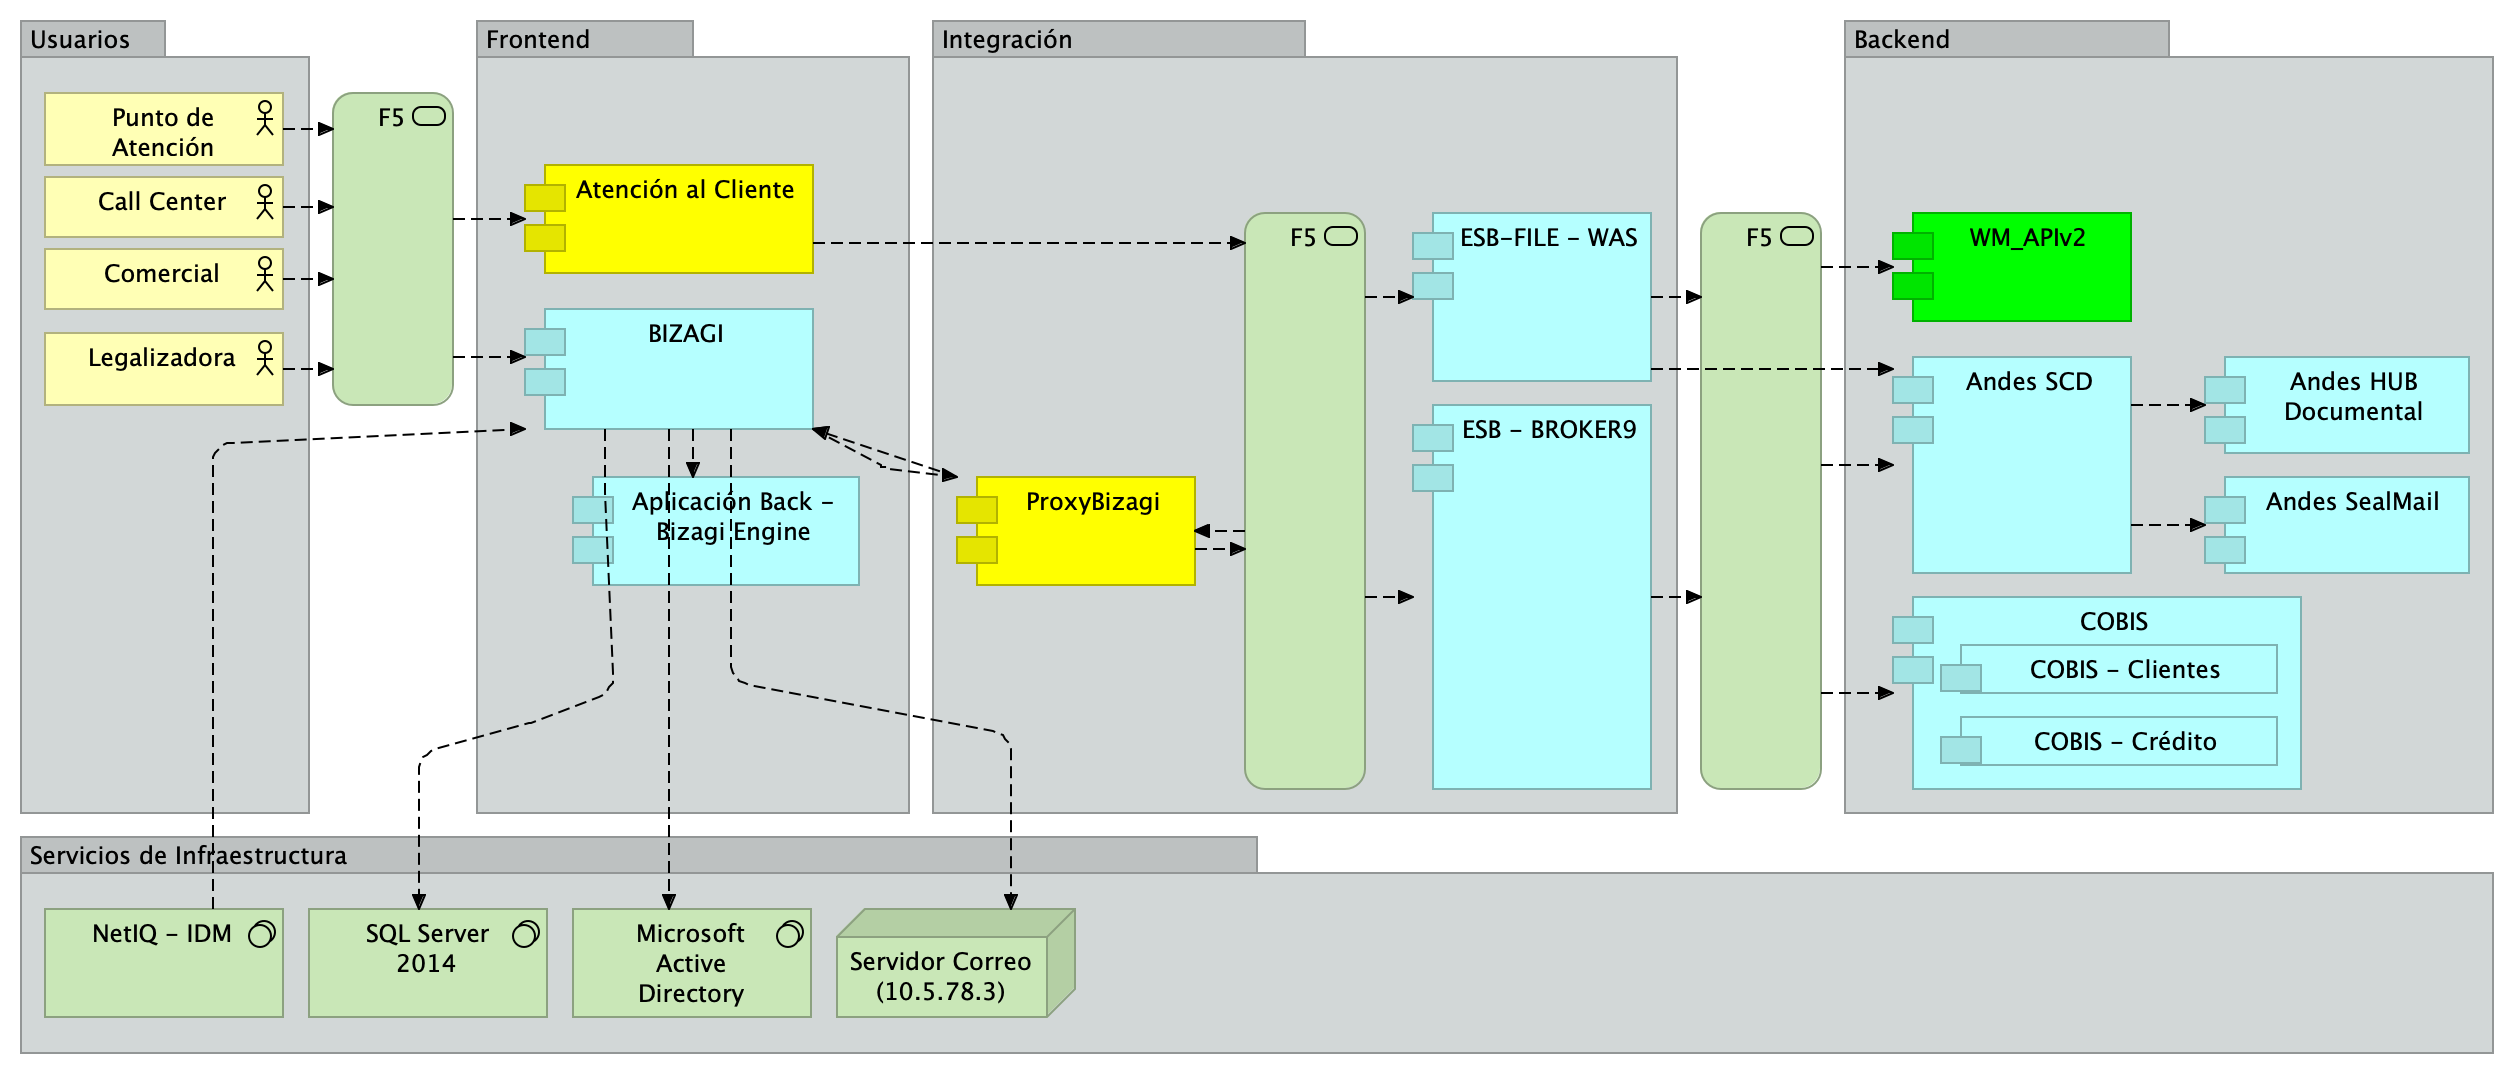 Usuarios
Punto de
Atención
Call Center
Comercial
Legalizadora
F5
Frontend
Atención al Cliente
BIZAGI
Aplicación Back –
Bizagi Engine
Integración
ProxyBizagi
F5
ESB-FILE – WAS
ESB – BROKER9
F5
Backend
WM_APIv2
Andes SCD
Andes HUB
Documental
Andes SealMail
COBIS
COBIS – Clientes
COBIS – Crédito
Servicios de Infraestructura
NetIQ – IDM
SQL Server
2014
Microsoft
Active
Directory
Servidor Correo
(10.5.78.3)